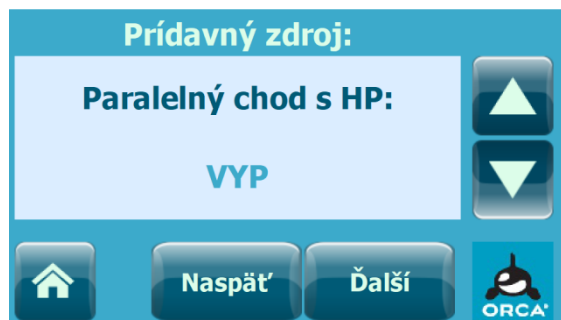 Prídavný zdroj:
Paralelný chod s HP:
VYP
Naspäť
Ďalší
ORCA